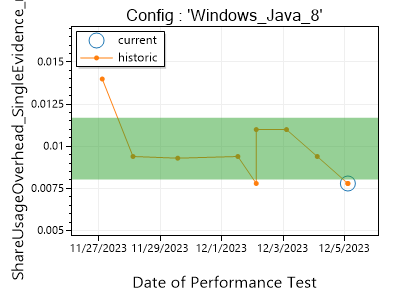 Config : 'Windows_Java_8'
current
historic
0.015
0.0125
0.01
0.0075
0.005
11/27/2023 11/29/2023 12/1/2023 12/3/2023 12/5/2023
Date of Performance Test
ShareUsageOverhead_SingleEvidence_